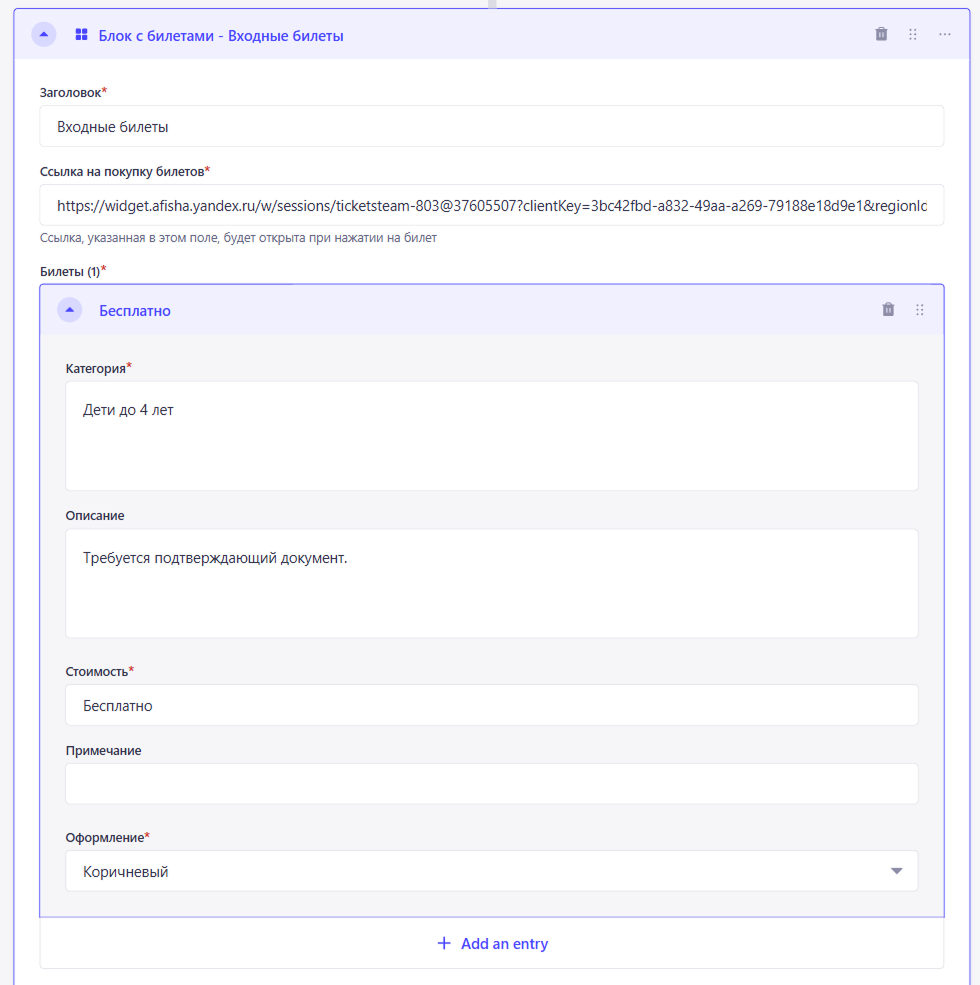 Блок с билетами - Входные билеты
Заголовок*
Входные билеты
Ссылка на покупку билетов*
https://widget.afisha.yandex.ru/w/sessions/ticketsteam-803@37605507?clientKey=3bc42fbd-a832-49aa-a269-79188e18d9e1&regionId
Ссылка, указанная в этом поле, будет открыта при нажатии на билет
Билеты (1)*
Бесплатно
Категория*
Дети до 4 лет
Описание
Требуется подтверждающий документ.
Стоимость*
Бесплатно
Примечание
Оформление*
Коричневый
Add an entry